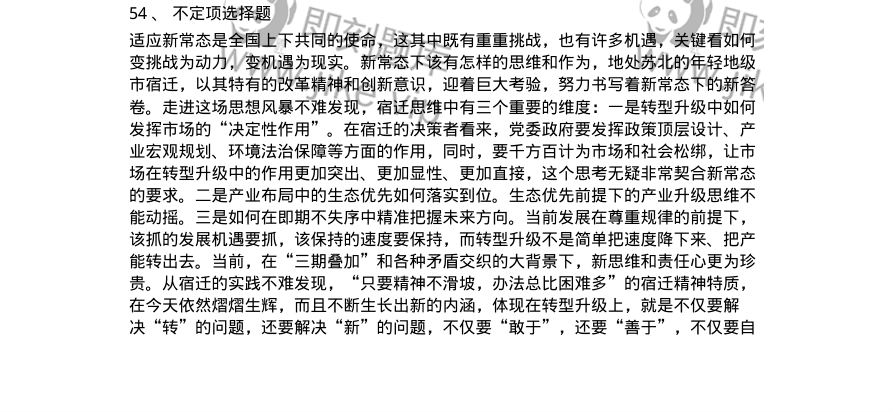 54 、 不定项选择题
适应新常态是全国上下共同的使命，这其中既有重重挑战，也有许多机遇，关键看如何
变挑战为动力，变机遇为现实。新常态下该有怎样的思维和作为，地处苏北的年轻地级
市宿迁，以其特有的改革精神和创新意识，迎着巨大考验，努力书写着新常态下的新答
卷。走进这场思想风暴不难发现，宿迁思维中有三个重要的维度：一是转型升级中如何
发挥市场的“决定性作用”。在宿迁的决策者看来，党委政府要发挥政策顶层设计、产
业宏观规划、环境法治保障等方面的作用，同时，要千方百计为市场和社会松绑，让市
场在转型升级中的作用更加突出、更加显性、更加直接，这个思考无疑非常契合新常态
的要求。二是产业布局中的生态优先如何落实到位。生态优先前提下的产业升级思维不
能动摇。三是如何在即期不失序中精准把握未来方向。当前发展在尊重规律的前提下，
该抓的发展机遇要抓，该保持的速度要保持，而转型升级不是简单把速度降下来、把产
能转出去。当前，在“三期叠加”和各种矛盾交织的大背景下，新思维和责任心更为珍
贵。从宿迁的实践不难发现，“只要精神不滑坡，办法总比困难多”的宿迁精神特质，
在今天依然熠熠生辉，而且不断生长出新的内涵，体现在转型升级上，就是不仅要解
决“转”的问题，还要解决“新”的问题，不仅要“敢于”，还要“善于”，不仅要自